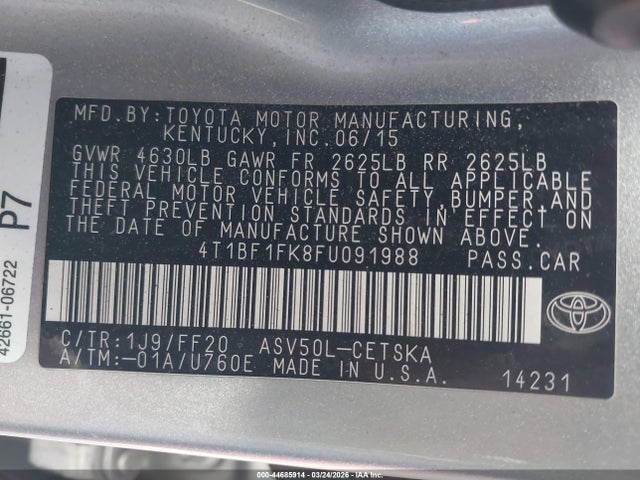 MFD.BY:TOYOTA MOTOR MANUFACTURING,
KENTUCKY,INC.06/15
GVWR 4630LB GAWR FR 2625LB RR 2625LB
THIS VEHICLE CONFORMS TO ALL APPLICABLE
FEDERAL MOTOR VEHICLE SAFETY,BUMPER,AND
THEFT PREVENTION STANDARDS IN EFFECT ON
THE DATE OF MANUFACTURE SHOWN ABOVE.
4T1BF1FK8FU091988 PASS.CAR
C/TR:1J9/FF20 ASV50L-CETSKA
A/TM:-01A/U760E MADE IN U.S.A.
14231
P7
42661-06722
000-44685914 | 03/24/2026 — IAA Inc.